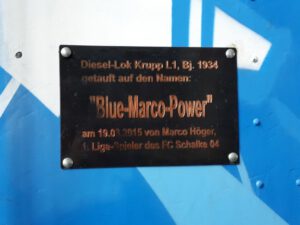 Diesel-Lok Krupp L1, Bj. 1934
getauft auf den Namen:
"Blue-Marco-Power"
am 19.03.2015 von Marco Höger,
1. Liga-Spieler des FC Schalke 04